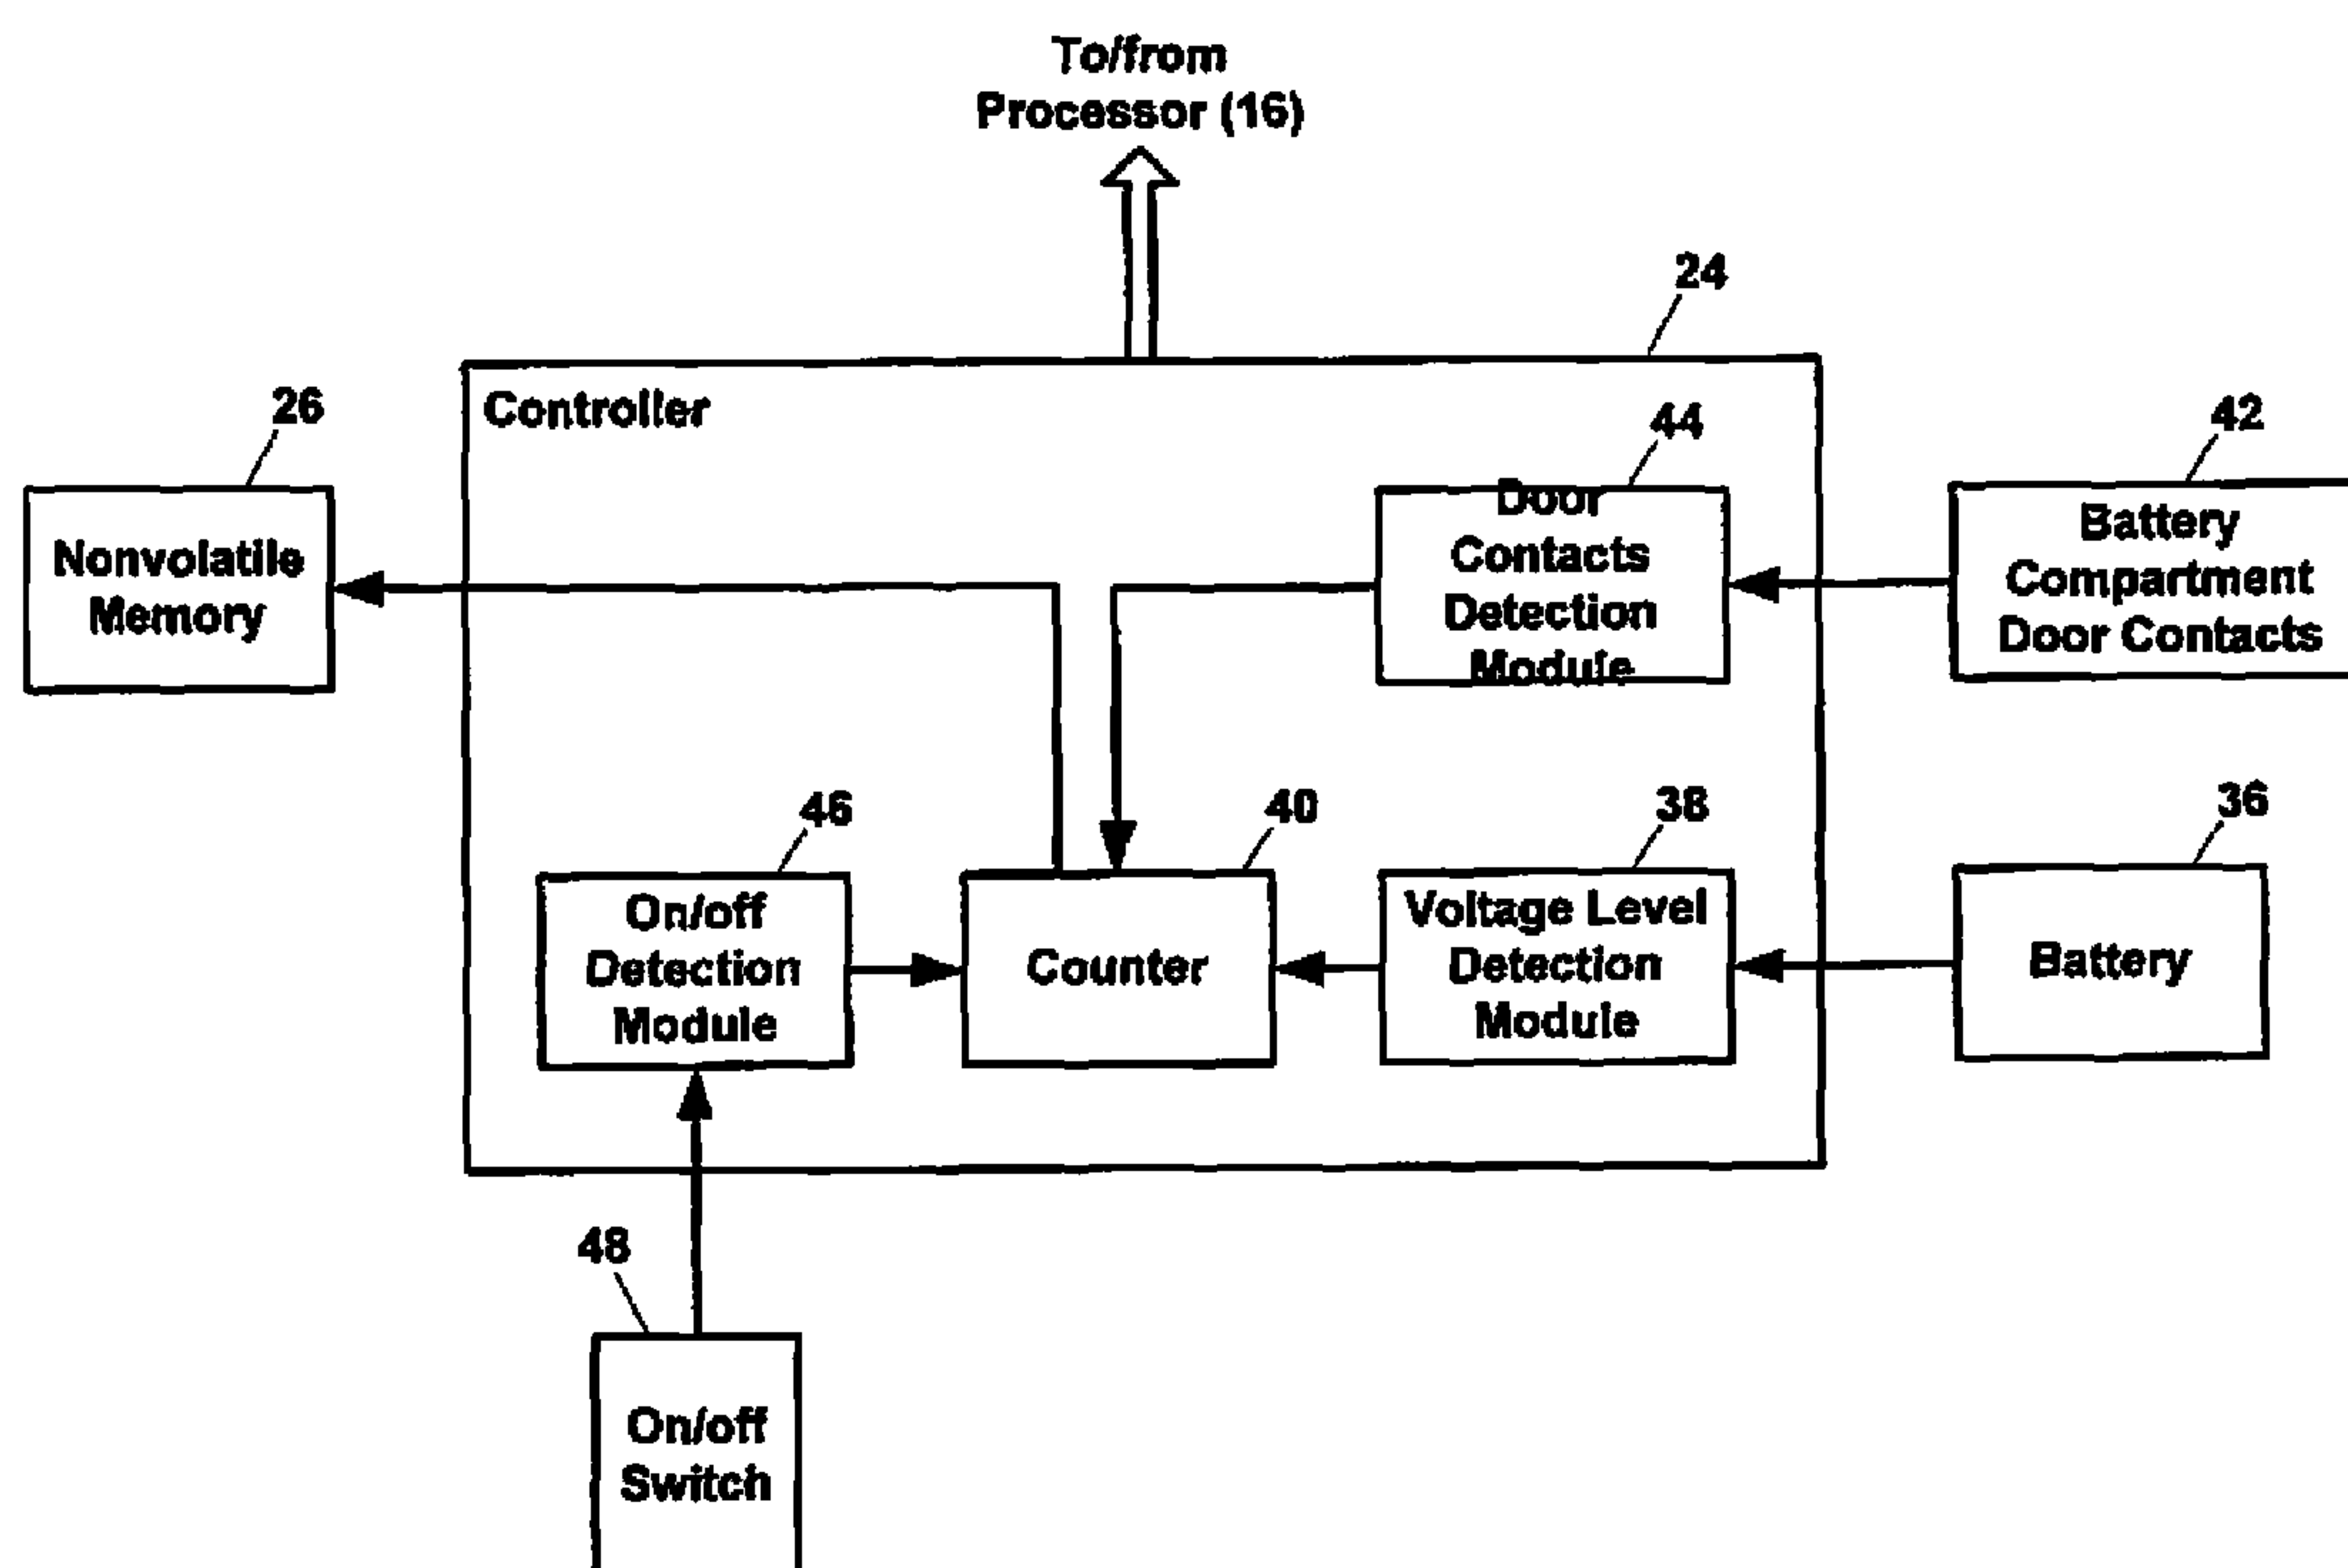 To/from
Processor (16)
24
Controller
26
44
42
Nonvolatile
Memory
Door
Contacts
Detection
Module
Battery
Compartment
Door Contacts
46
40
38
36
On/off
Detection
Module
Counter
Voltage Level
Detection
Module
Battery
48
On/off
Switch